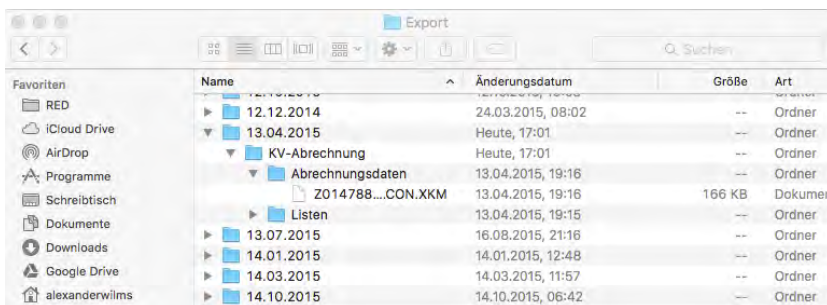 Export
Suchen
Favoriten
RED
iCloud Drive
AirDrop
Programme
Schreibtisch
Dokumente
Downloads
Google Drive
alexanderwilms
Name Änderungsdatum Größe Art
12.12.2014 24.03.2015, 08:02 -- Ordner
13.04.2015 Heute, 17:01 -- Ordner
KV-Abrechnung Heute, 17:01 -- Ordner
Abrechnungsdaten 13.04.2015, 19:16 -- Ordner
Z014788....CON.XKM 13.04.2015, 19:16 166 KB Dokumen
Listen 13.04.2015, 19:15 -- Ordner
13.07.2015 16.08.2015, 21:16 -- Ordner
14.01.2015 14.01.2015, 12:48 -- Ordner
14.03.2015 14.03.2015, 11:57 -- Ordner
14.10.2015 14.10.2015, 06:42 -- Ordner